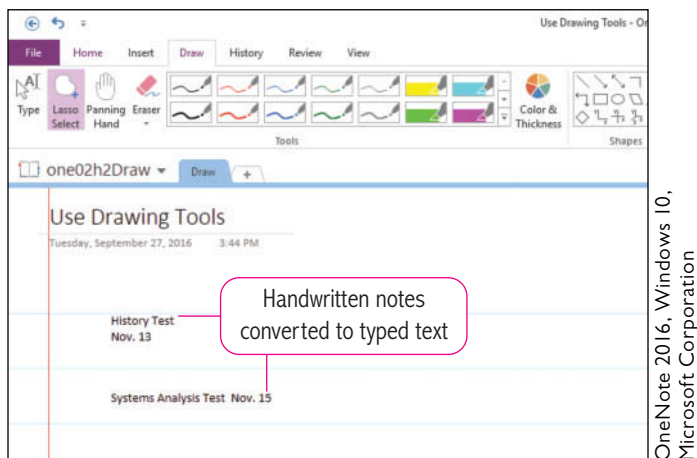 Use Drawing Tools - Or
File Home Insert Draw History Review View
Type Lasso Select Panning Hand Eraser Color & Thickness
Tools Shapes
one02h2Draw Draw +
Use Drawing Tools
Tuesday, September 27, 2016 3:44 PM
Handwritten notes
converted to typed text
History Test
Nov. 13
Systems Analysis Test Nov. 15
OneNote 2016, Windows 10,
Microsoft Corporation